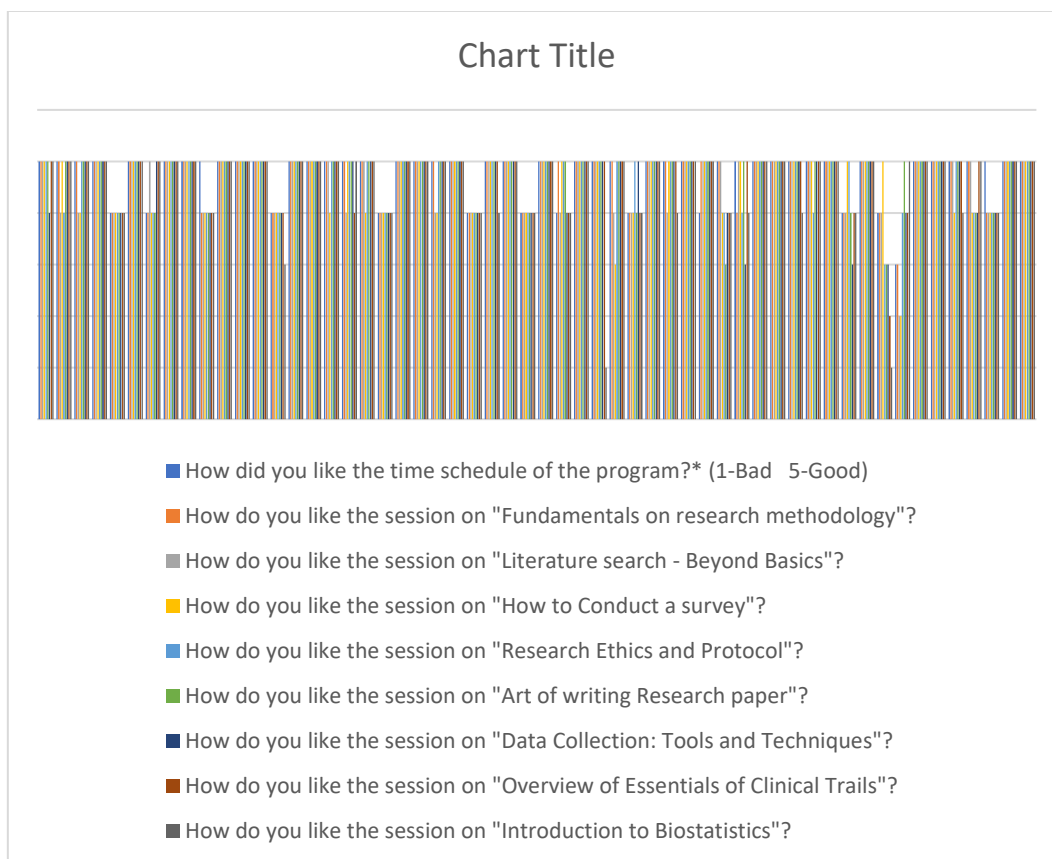 Chart Title
How did you like the time schedule of the program?* (1-Bad   5-Good)
How do you like the session on "Fundamentals on research methodology"?
How do you like the session on "Literature search - Beyond Basics"?
How do you like the session on "How to Conduct a survey"?
How do you like the session on "Research Ethics and Protocol"?
How do you like the session on "Art of writing Research paper"?
How do you like the session on "Data Collection: Tools and Techniques"?
How do you like the session on "Overview of Essentials of Clinical Trails"?
How do you like the session on "Introduction to Biostatistics"?